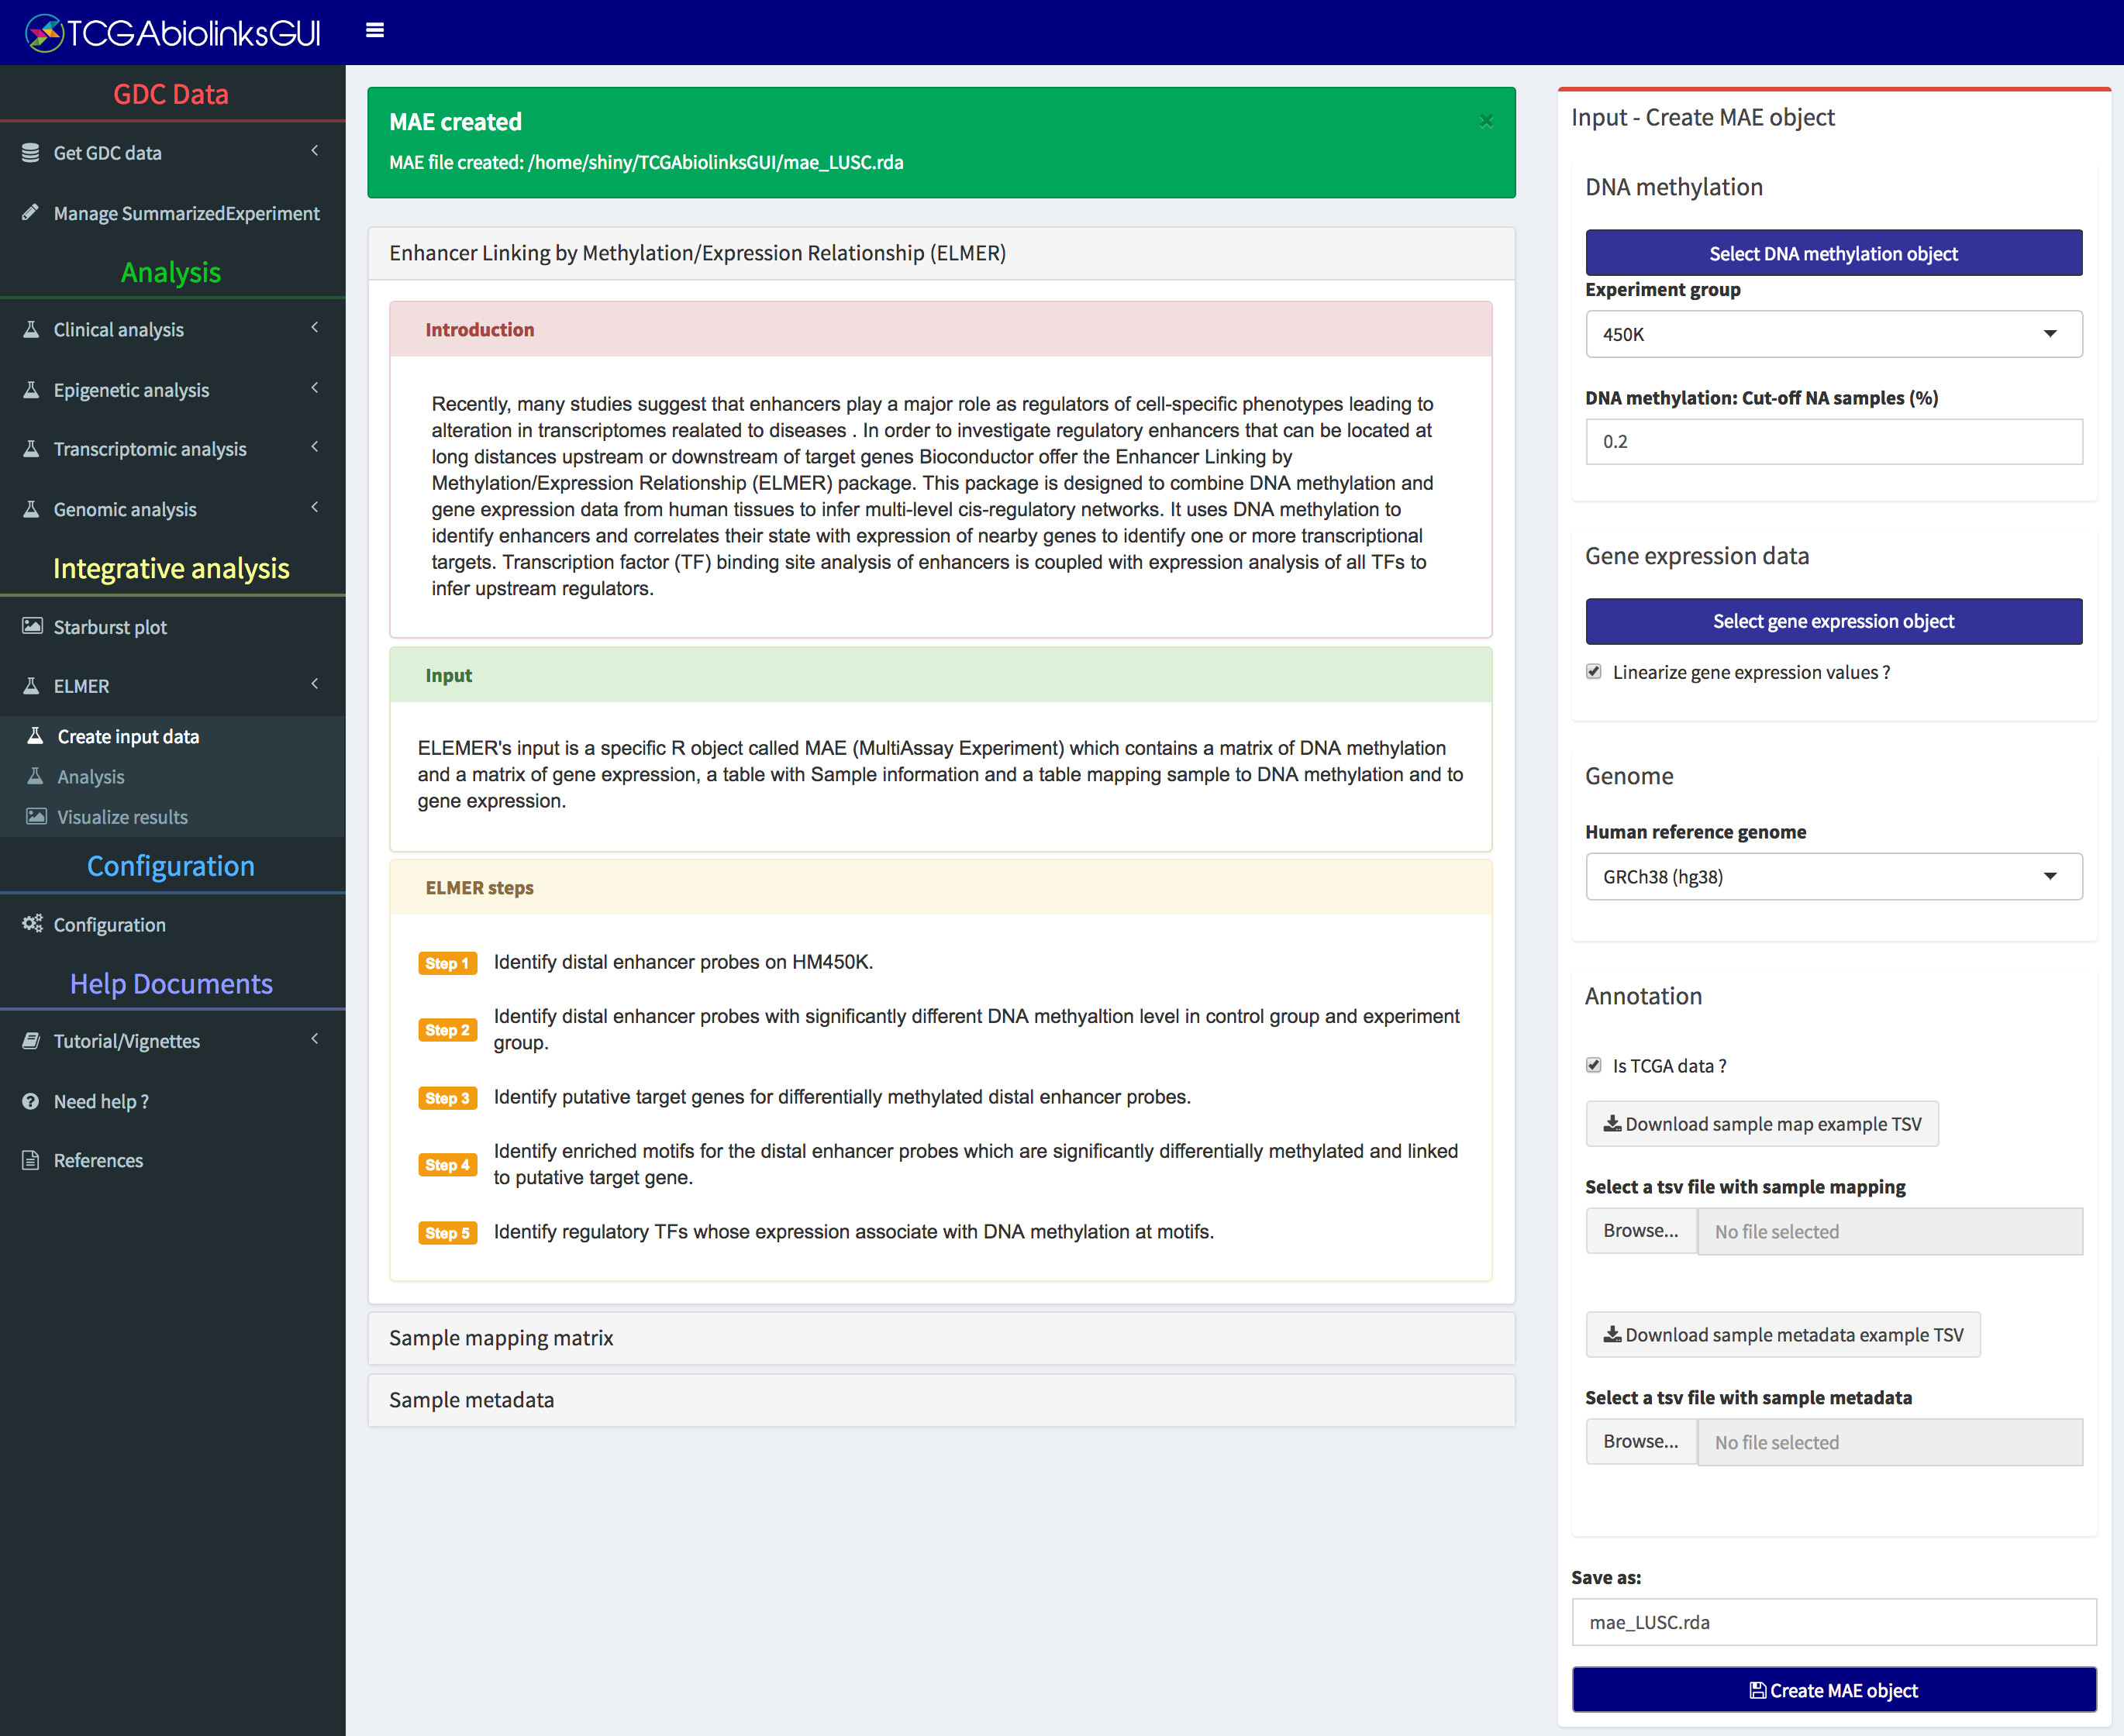 TCGAbiolinksGUI
GDC Data
Get GDC data
Manage SummarizedExperiment
Analysis
Clinical analysis
Epigenetic analysis
Transcriptomic analysis
Genomic analysis
Integrative analysis
Starburst plot
ELMER
Create input data
Analysis
Visualize results
Configuration
Configuration
Help Documents
Tutorial/Vignettes
Need help ?
References
MAE created
×
MAE file created: /home/shiny/TCGAbiolinksGUI/mae_LUSC.rda
Enhancer Linking by Methylation/Expression Relationship (ELMER)
Introduction
Recently, many studies suggest that enhancers play a major role as regulators of cell-specific phenotypes leading to
alteration in transcriptomes realated to diseases . In order to investigate regulatory enhancers that can be located at
long distances upstream or downstream of target genes Bioconductor offer the Enhancer Linking by
Methylation/Expression Relationship (ELMER) package. This package is designed to combine DNA methylation and
gene expression data from human tissues to infer multi-level cis-regulatory networks. It uses DNA methylation to
identify enhancers and correlates their state with expression of nearby genes to identify one or more transcriptional
targets. Transcription factor (TF) binding site analysis of enhancers is coupled with expression analysis of all TFs to
infer upstream regulators.
Input
ELEMER's input is a specific R object called MAE (MultiAssay Experiment) which contains a matrix of DNA methylation
and a matrix of gene expression, a table with Sample information and a table mapping sample to DNA methylation and to
gene expression.
ELMER steps
Step 1 Identify distal enhancer probes on HM450K.
Step 2 Identify distal enhancer probes with significantly different DNA methyaltion level in control group and experiment
group.
Step 3 Identify putative target genes for differentially methylated distal enhancer probes.
Step 4 Identify enriched motifs for the distal enhancer probes which are significantly differentially methylated and linked
to putative target gene.
Step 5 Identify regulatory TFs whose expression associate with DNA methylation at motifs.
Sample mapping matrix
Sample metadata
Input - Create MAE object
DNA methylation
Select DNA methylation object
Experiment group
450K
DNA methylation: Cut-off NA samples (%)
0.2
Gene expression data
Select gene expression object
Linearize gene expression values ?
Genome
Human reference genome
GRCh38 (hg38)
Annotation
Is TCGA data ?
Download sample map example TSV
Select a tsv file with sample mapping
Browse... No file selected
Download sample metadata example TSV
Select a tsv file with sample metadata
Browse... No file selected
Save as:
mae_LUSC.rda
Create MAE object